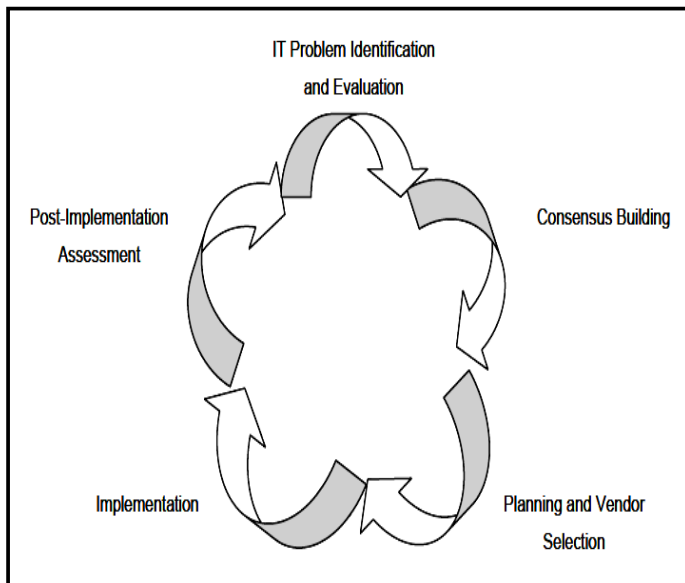 IT Problem Identification
and Evaluation
Post-Implementation
Assessment
Consensus Building
Implementation
Planning and Vendor
Selection